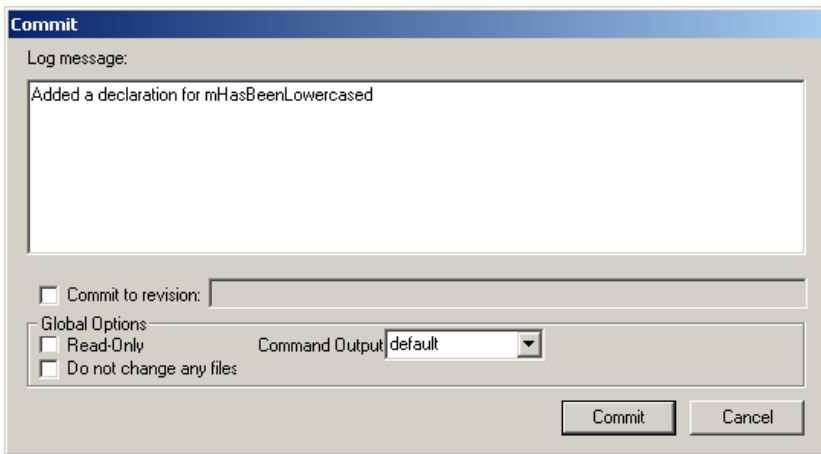 Commit
Log message:
Added a declaration for mHasBeenLowercased
Commit to revision:
Global Options
Read-Only Command Output default
Do not change any files
Commit Cancel